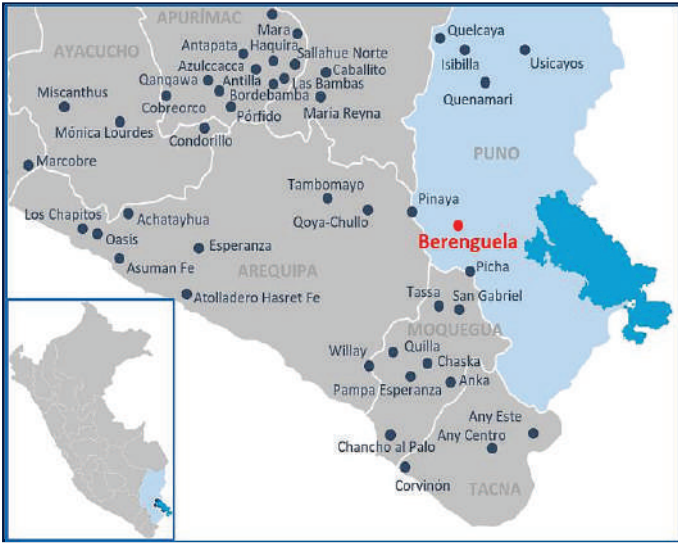 APURÍMAC
Mara
Quelcaya
AYACUCHO
Antapata
Haquira
Sallahue Norte
Isibilla
Usicayos
Azulccacca
Caballito
Qanqawa
Antilla
Las Bambas
Quenamari
Miscanthus
Cobreorco
Bordebamba
Maria Reyna
Pórfido
Mónica Lourdes
Condorillo
PUNO
Marcobre
Tambomayo
Pinaya
Los Chapitos
Achatayhua
Qoya-Chullo
Oasis
Esperanza
Berenguela
Asuman Fe
AREQUIPA
Picha
Atolladero Hasret Fe
Tassa
San Gabriel
MOQUEGUA
Willay
Quilla
Chaska
Pampa Esperanza
Anka
Any Este
Chancho al Palo
Any Centro
Corvinón
TACNA